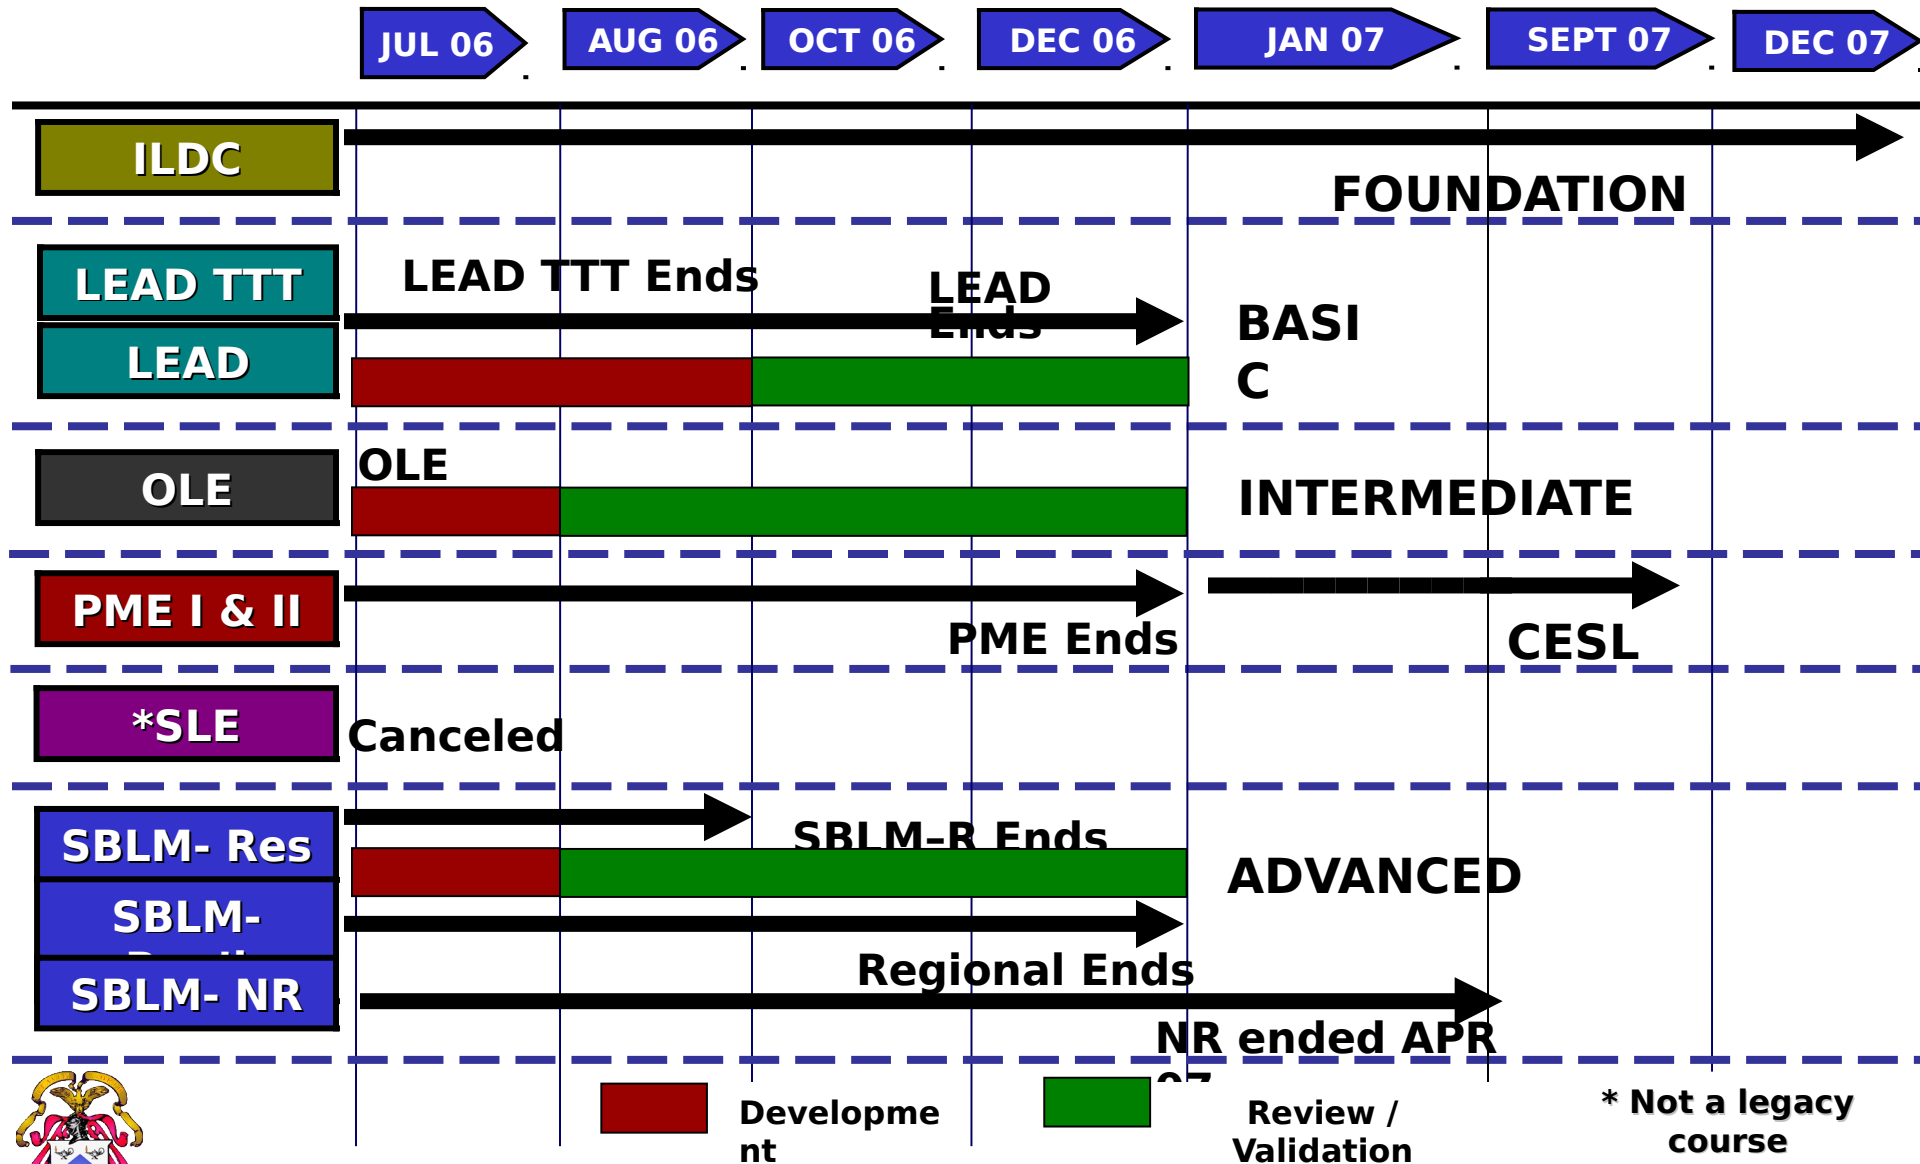 JUL 06
AUG 06
OCT 06
DEC 06
JAN 07
SEPT 07
DEC 07
ILDC
FOUNDATION
LEAD TTT
LEAD TTT Ends
LEAD
Ends
BASI
C
LEAD
OLE
OLE
INTERMEDIATE
PME I & II
PME Ends
CESL
*SLE
Canceled
SBLM- Res
SBLM–R Ends
ADVANCED
SBLM-
Regional Ends
SBLM- NR
NR ended APR
07
Developme
nt
Review /
Validation
* Not a legacy
course